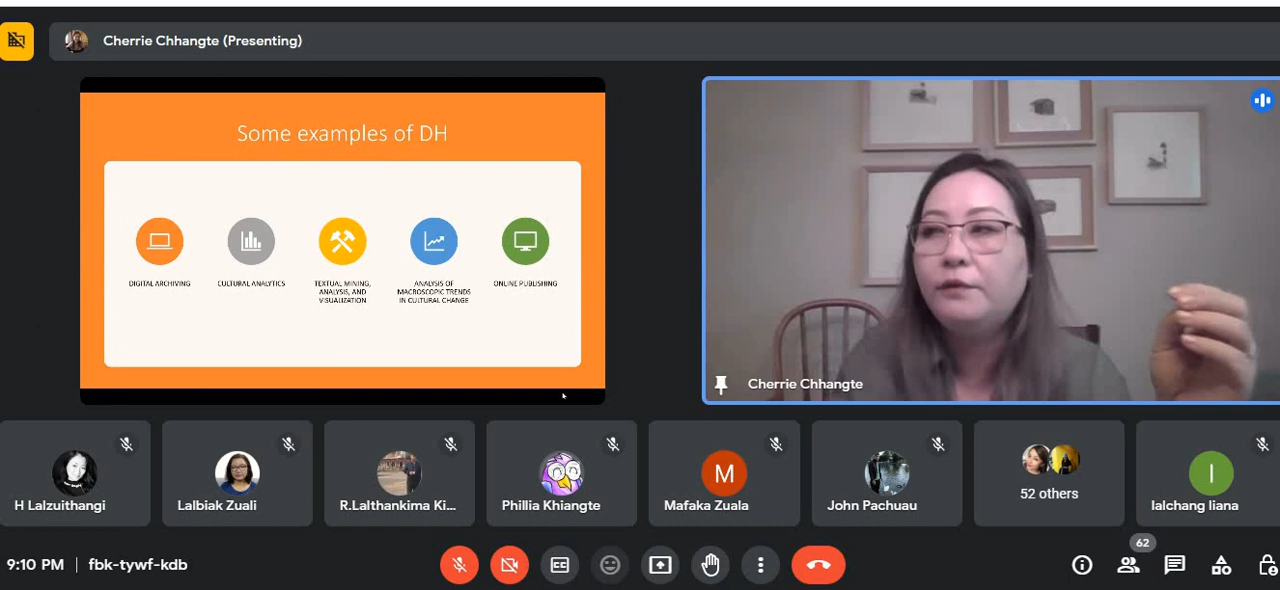 Cherrie Chhangte (Presenting)
Some examples of DH
DIGITAL ARCHIVING
CULTURAL ANALYTICS
TEXTUAL MINING,
ANALYSIS, AND
VISUALIZATION
ANALYSIS OF
MACROSCOPIC TRENDS
IN CULTURAL CHANGE
ONLINE PUBLISHING
Cherrie Chhangte
H Lalzuithangi
Lalbiak Zuali
R.Lalthankima Ki...
Phillia Khiangte
M
Mafaka Zuala
John Pachuau
52 others
l
lalchang liana
9:10 PM | fbk-tywf-kdb
CC
62